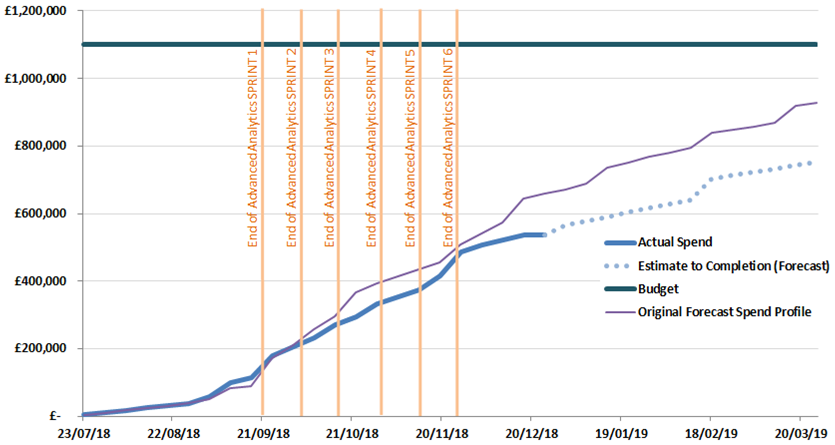 £1,200,000
£1,000,000
£800,000
£600,000
£400,000
£200,000
£-
End of Advanced Analytics SPRINT 1
End of Advanced Analytics SPRINT 2
End of Advanced Analytics SPRINT 3
End of Advanced Analytics SPRINT 4
End of Advanced Analytics SPRINT 5
End of Advanced Analytics SPRINT 6
Actual Spend
Estimate to Completion (Forecast)
Budget
Original Forecast Spend Profile
23/07/18 22/08/18 21/09/18 21/10/18 20/11/18 20/12/18 19/01/19 18/02/19 20/03/19